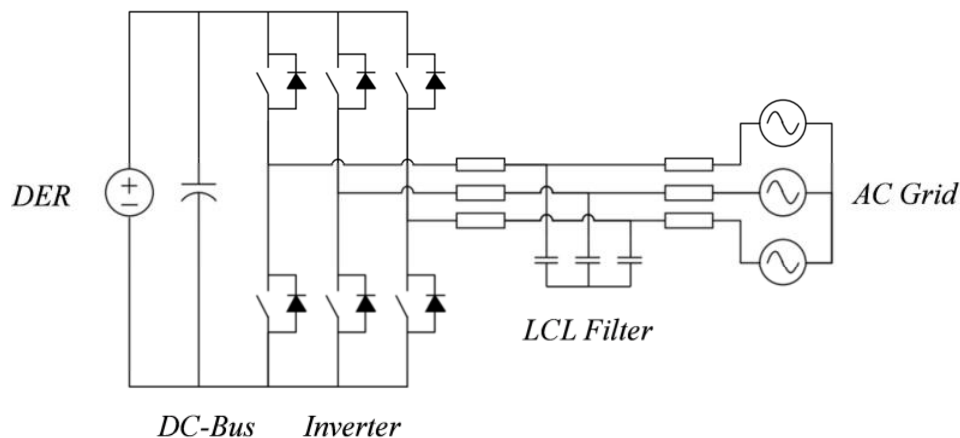 DER
AC Grid
LCL Filter
DC-Bus
Inverter